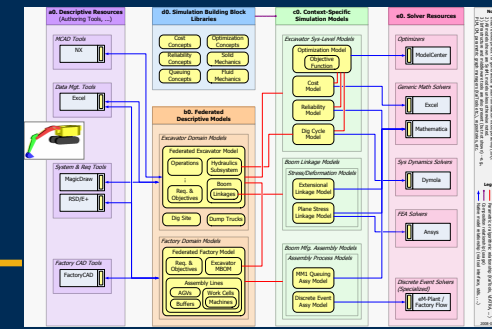 a0. Descriptive Resources
(Authoring Tools, ...)
MCAD Tools
NX
Data Mgt. Tools
Excel
System & Req Tools
MagicDraw
RSD/E+
Factory CAD Tools
FactoryCAD
d0. Simulation Building Block
Libraries
Cost
Concepts
Optimization
Concepts
Reliability
Concepts
Solid
Mechanics
Queuing
Concepts
Fluid
Mechanics
b0. Federated
Descriptive Models
Excavator Domain Models
Federated Excavator Model
Operations
Hydraulics
Subsystem
Req. &
Objectives
Boom
Linkages
Dig Site
Dump Trucks
Factory Domain Models
Federated Factory Model
Req. &
Objectives
Excavator
MBOM
Assembly Lines
AGVs
Work Cells
Buffers
Machines
c0. Context-Specific
Simulation Models
Excavator Sys-Level Models
Optimization Model
Objective
Function
Cost
Model
Reliability
Model
Dig Cycle
Model
Boom Linkage Models
Stress/Deformation Models
Extensional
Linkage Model
Plane Stress
Linkage Model
Boom Mfg. Assembly Models
Assembly Process Models
MM1 Queuing
Assy Model
Discrete Event
Assy Model
e0. Solver Resources
Optimizers
ModelCenter
Generic Math Solvers
Excel
Mathematica
Sys Dynamics Solvers
Dymola
FEA Solvers
Ansys
Discrete Event Solvers
(Specialized)
eM-Plant /
Factory Flow